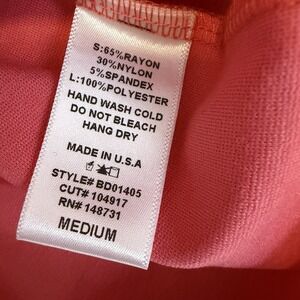 S:65%RAYON
30%NYLON
5%SPANDEX
L:100%POLYESTER
HAND WASH COLD
DO NOT BLEACH
HANG DRY
MADE IN U.S.A
STYLE# BD01405
CUT# 104917
RN# 148731
MEDIUM